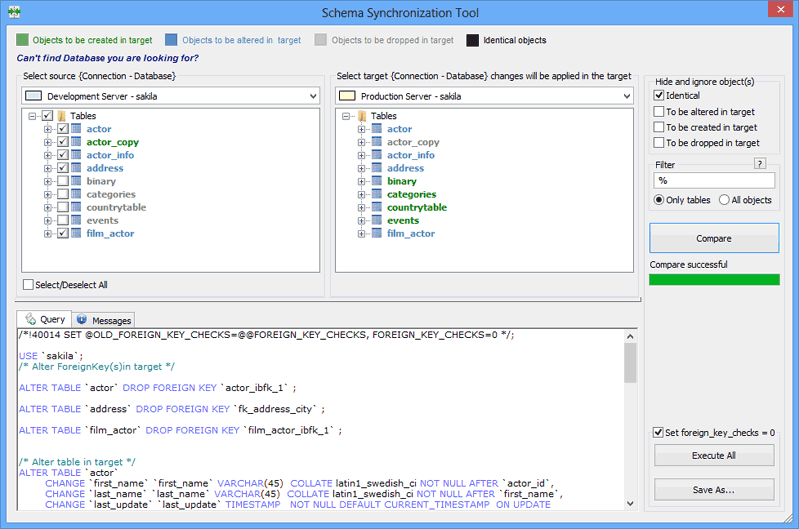 Schema Synchronization Tool
Objects to be created in target
Objects to be altered in target
Objects to be dropped in target
Identical objects
Can't find Database you are looking for?
Select source {Connection - Database}
Development Server - sakila
Tables
actor
actor_copy
actor_info
address
binary
categories
countrytable
events
film_actor
Select/Deselect All
Select target {Connection - Database} changes will be applied in the target
Production Server - sakila
Tables
actor
actor_copy
actor_info
address
binary
categories
countrytable
events
film_actor
Hide and ignore object(s)
Identical
To be altered in target
To be created in target
To be dropped in target
Filter
?
%
Only tables
All objects
Compare
Compare successful
Query
Messages
/*!40014 SET @OLD_FOREIGN_KEY_CHECKS=@@FOREIGN_KEY_CHECKS, FOREIGN_KEY_CHECKS=0 */;
USE `sakila`;
/* Alter ForeignKey(s)in target */
ALTER TABLE `actor` DROP FOREIGN KEY `actor_ibfk_1` ;
ALTER TABLE `address` DROP FOREIGN KEY `fk_address_city` ;
ALTER TABLE `film_actor` DROP FOREIGN KEY `film_actor_ibfk_1` ;
/* Alter table in target */
ALTER TABLE `actor`
CHANGE `first_name` `first_name` VARCHAR(45) COLLATE latin1_swedish_ci NOT NULL AFTER `actor_id`,
CHANGE `last_name` `last_name` VARCHAR(45) COLLATE latin1_swedish_ci NOT NULL AFTER `first_name`,
CHANGE `last_update` `last_update` TIMESTAMP NOT NULL DEFAULT CURRENT_TIMESTAMP ON UPDATE
Set foreign_key_checks = 0
Execute All
Save As...